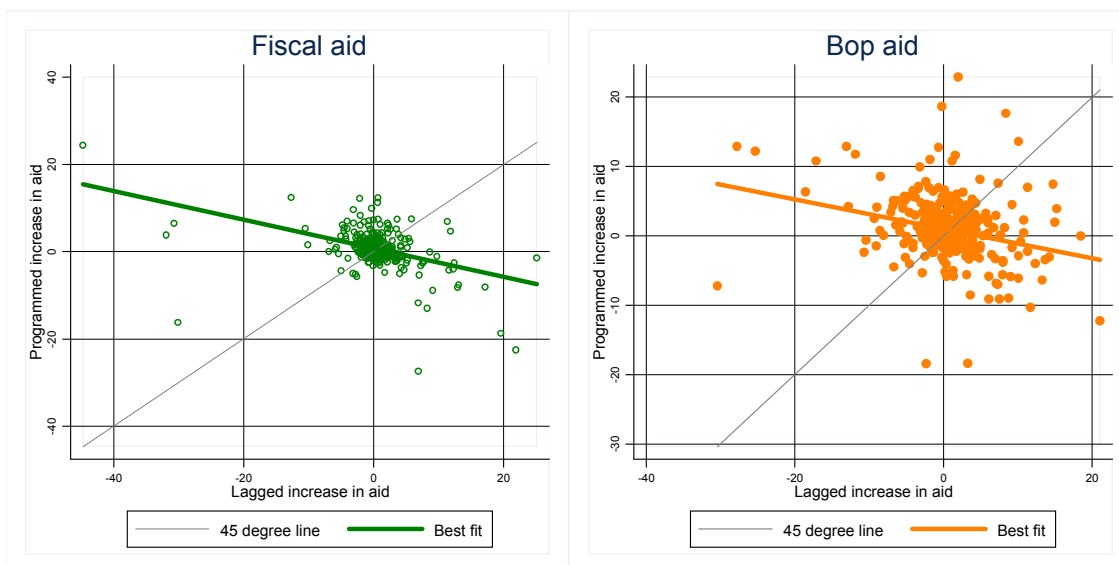 Fiscal aid
Programmed increase in aid
40
20
0
-20
-40
-40
-20
0
20
Lagged increase in aid
45 degree line
Best fit
Bop aid
Programmed increase in aid
20
10
0
-10
-20
-30
-40
-20
0
20
Lagged increase in aid
45 degree line
Best fit